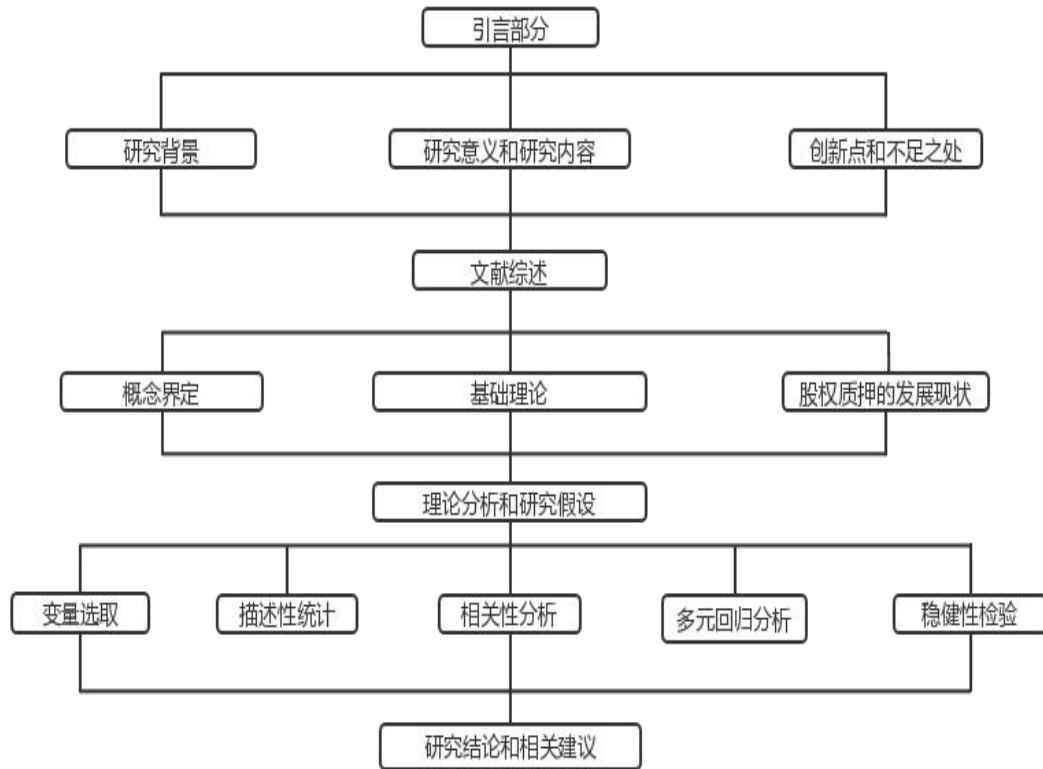 引言部分
研究背景
研究意义和研究内容
创新点和不足之处
文献综述
概念界定
基础理论
股权质押的发展现状
理论分析和研究假设
变量选取
描述性统计
相关性分析
多元回归分析
稳健性检验
研究结论和相关建议